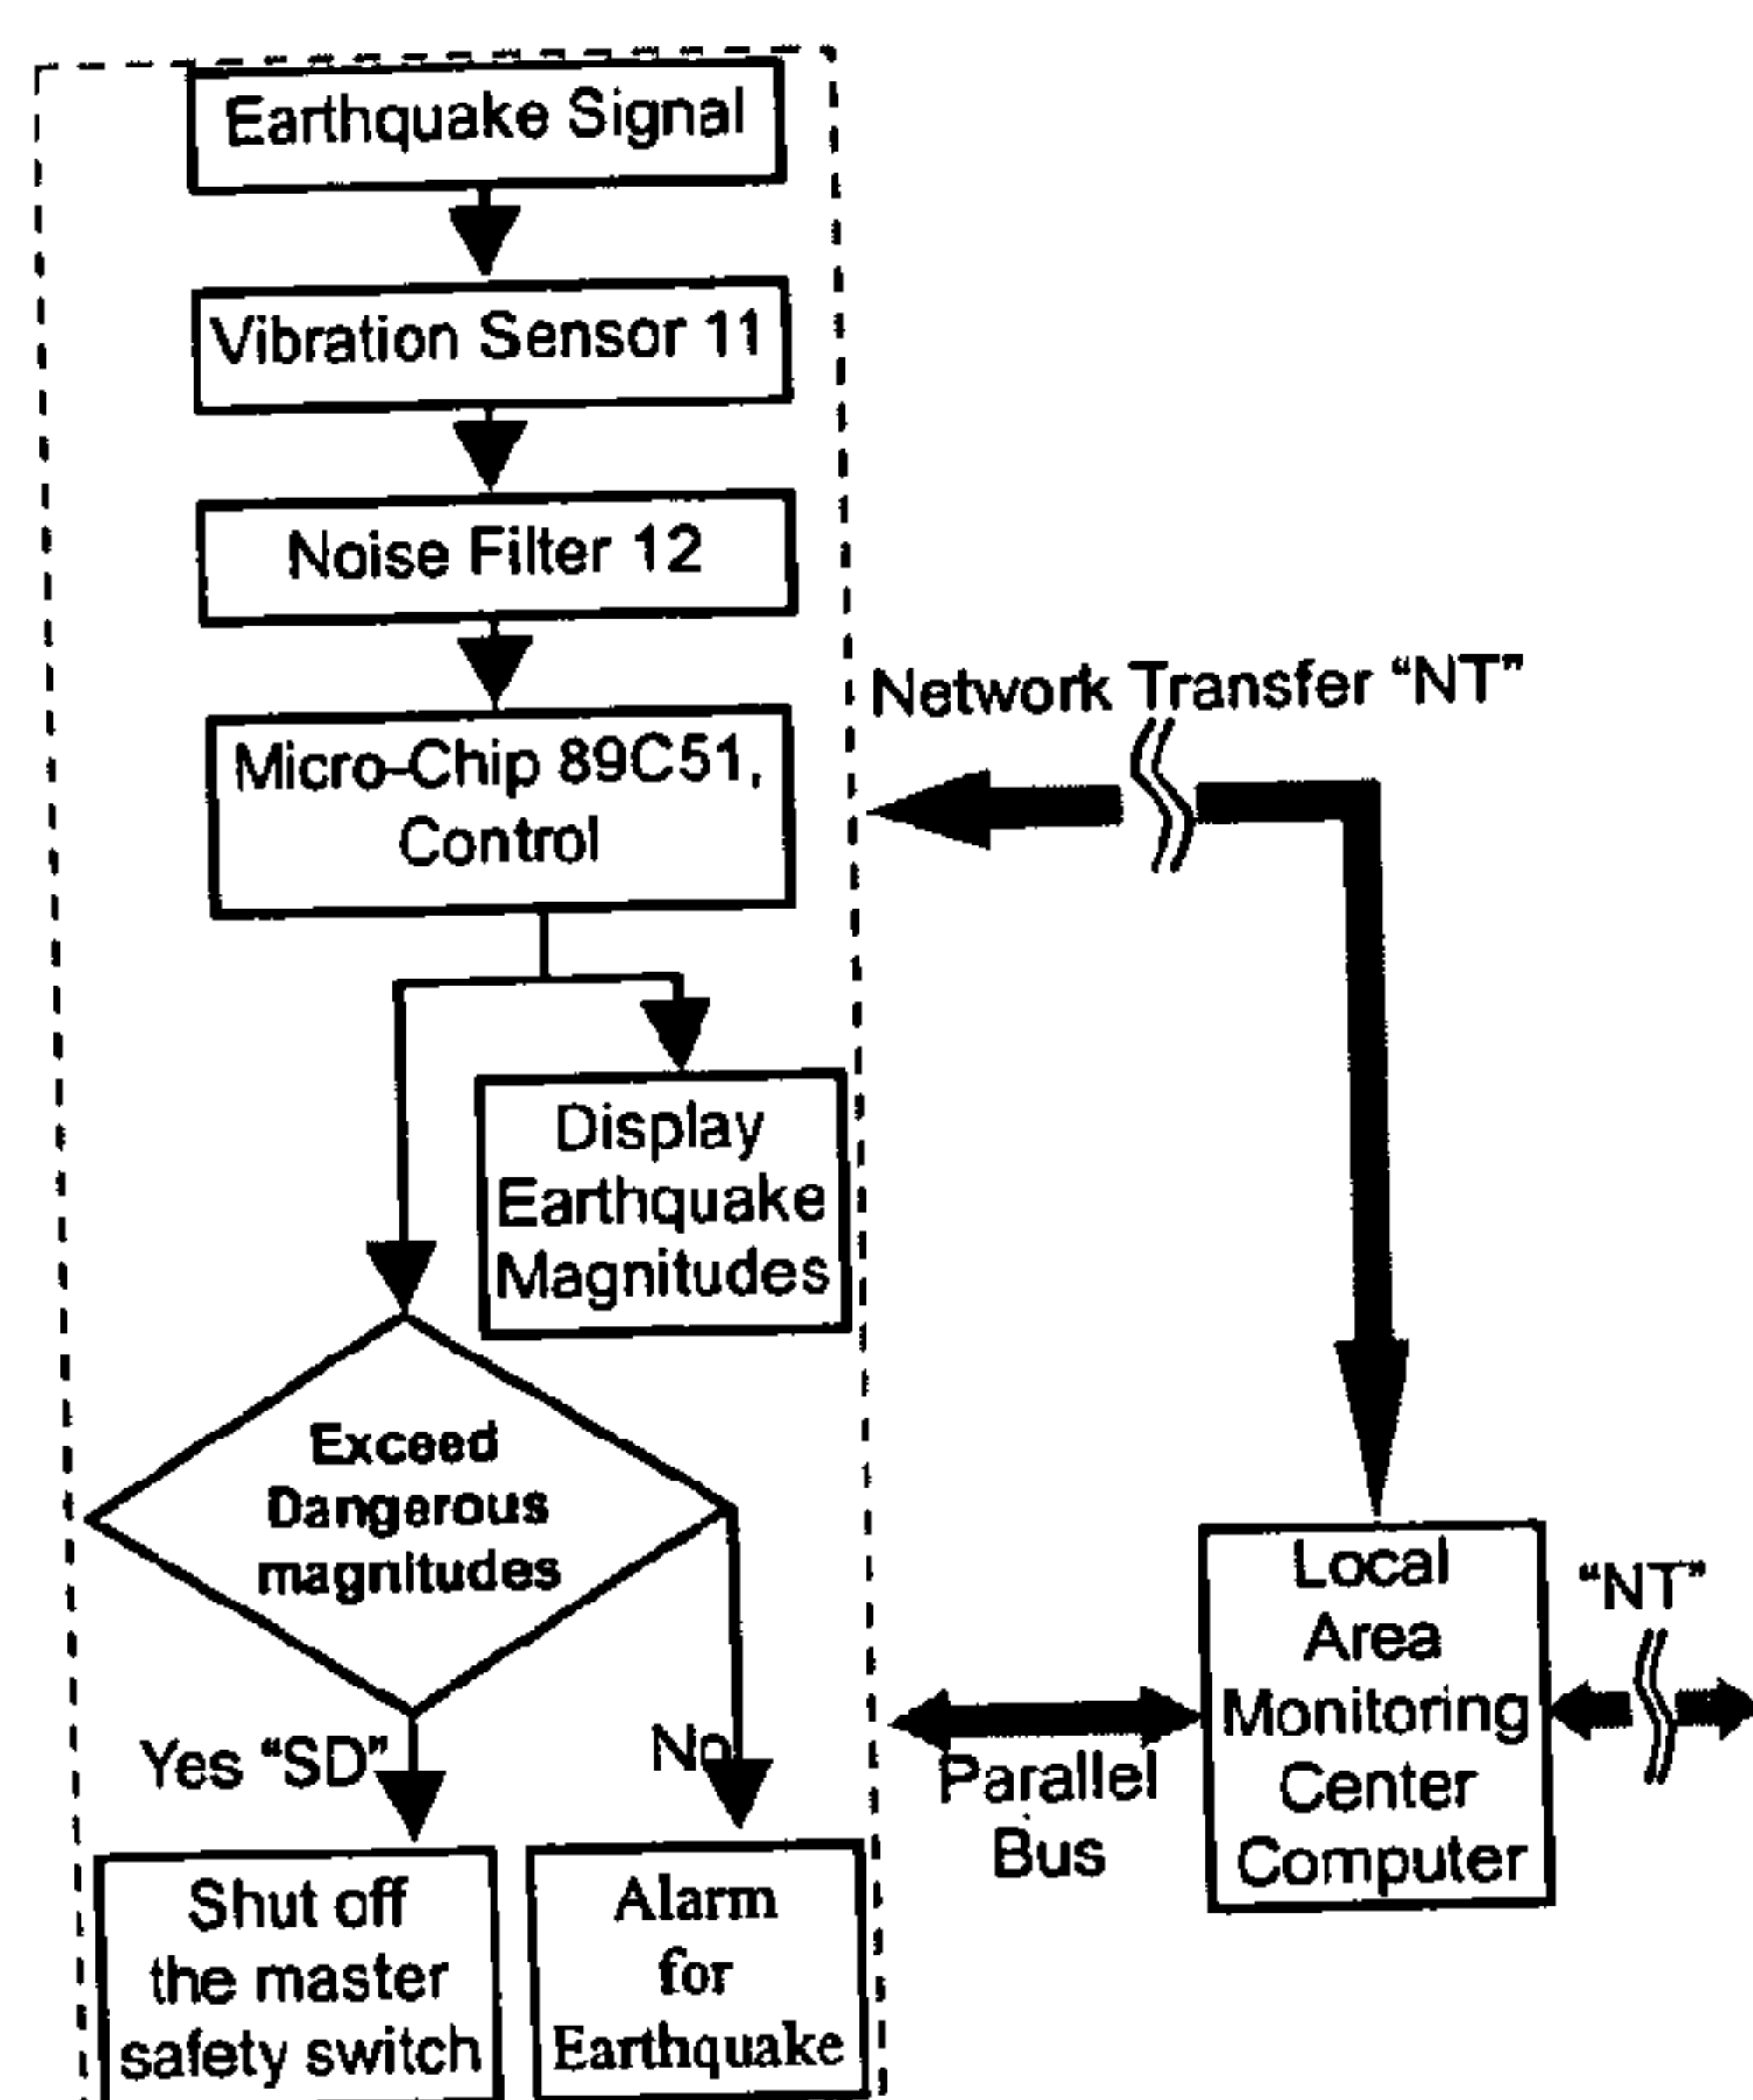 Earthquake Signal
Vibration Sensor 11
Noise Filter 12
Micro-Chip 89C51,
Control
Network Transfer “NT”
Display
Earthquake
Magnitudes
Exceed
Dangerous
magnitudes
Yes “SD”
No
Shut off
the master
safety switch
Alarm
for
Earthquake
Parallel
Bus
Local
Area
Monitoring
Center
Computer
“NT”